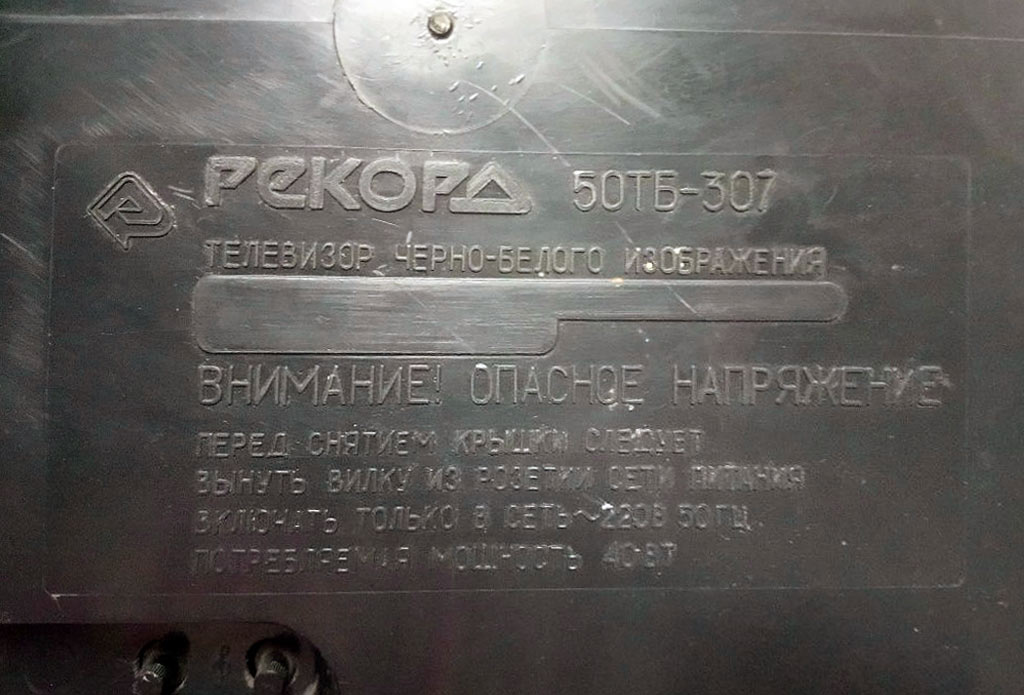 РЕКОРД 50ТБ-307
ТЕЛЕВИЗОР ЧЕРНО-БЕЛОГО ИЗОБРАЖЕНИЯ
ВНИМАНИЕ! ОПАСНОЕ НАПРЯЖЕНИЕ
ПЕРЕД СНЯТИЕМ КРЫШКИ СЛЕДУЕТ
ВЫНУТЬ ВИЛКУ ИЗ РОЗЕТКИ СЕТИ ПИТАНИЯ
ВКЛЮЧАТЬ ТОЛЬКО В СЕТЬ ~220В 50ГЦ.
ПОТРЕБЛЯЕМАЯ МОЩНОСТЬ 40ВТ